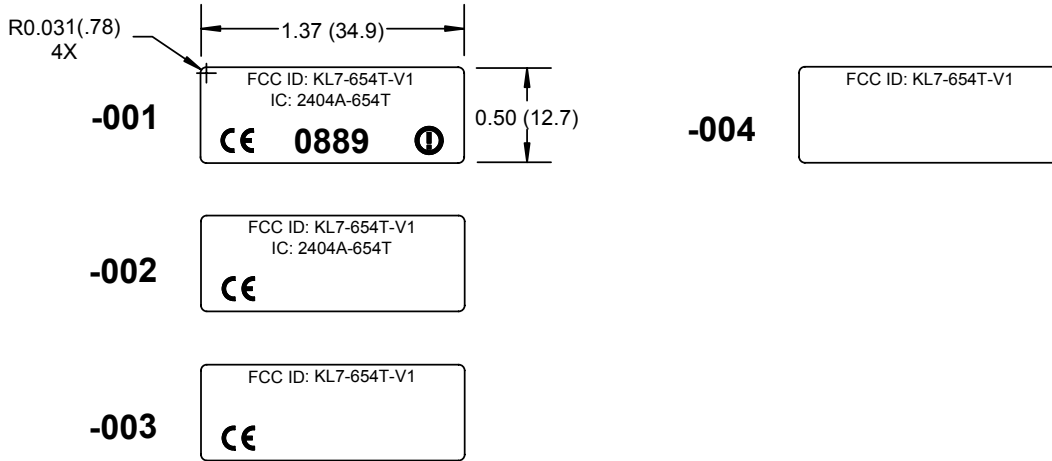 R0.031(.78)
4X
1.37 (34.9)
0.50 (12.7)
-001
FCC ID: KL7-654T-V1
IC: 2404A-654T
CE 0889
-002
FCC ID: KL7-654T-V1
IC: 2404A-654T
CE
-003
FCC ID: KL7-654T-V1
CE
-004
FCC ID: KL7-654T-V1